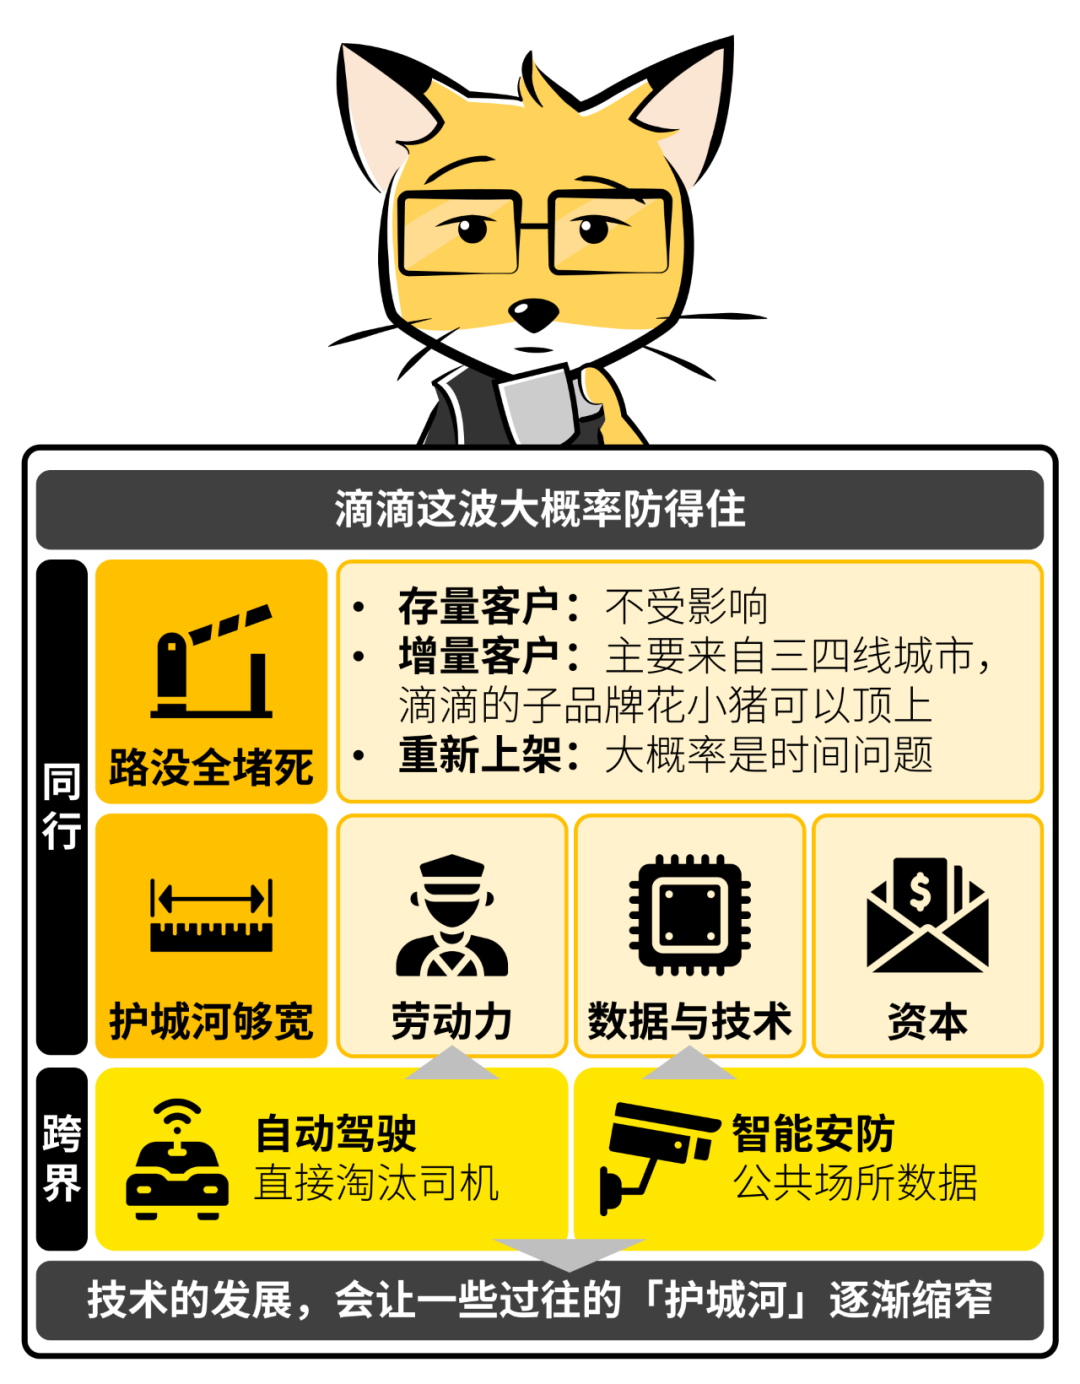 滴滴这波大概率防得住
同行
路没全堵死
• 存量客户：不受影响
• 增量客户：主要来自三四线城市，
滴滴的子品牌花小猪可以顶上
• 重新上架：大概率是时间问题
护城河够宽
劳动力
数据与技术
资本
跨界
自动驾驶
直接淘汰司机
智能安防
公共场所数据
技术的发展，会让一些过往的「护城河」逐渐缩窄